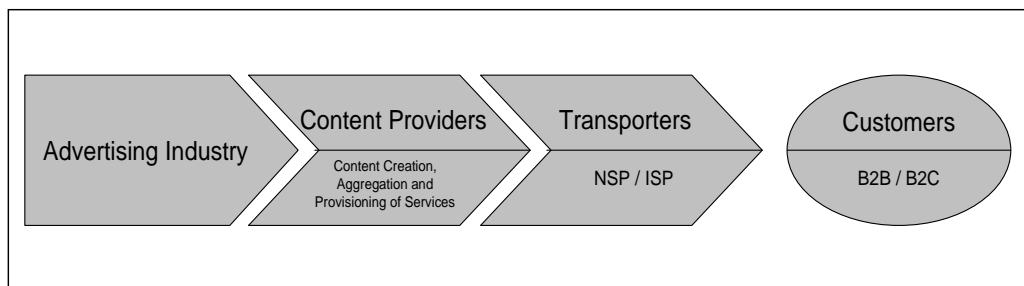 Advertising Industry
Content Providers
Content Creation,
Aggregation and
Provisioning of Services
Transporters
NSP / ISP
Customers
B2B / B2C